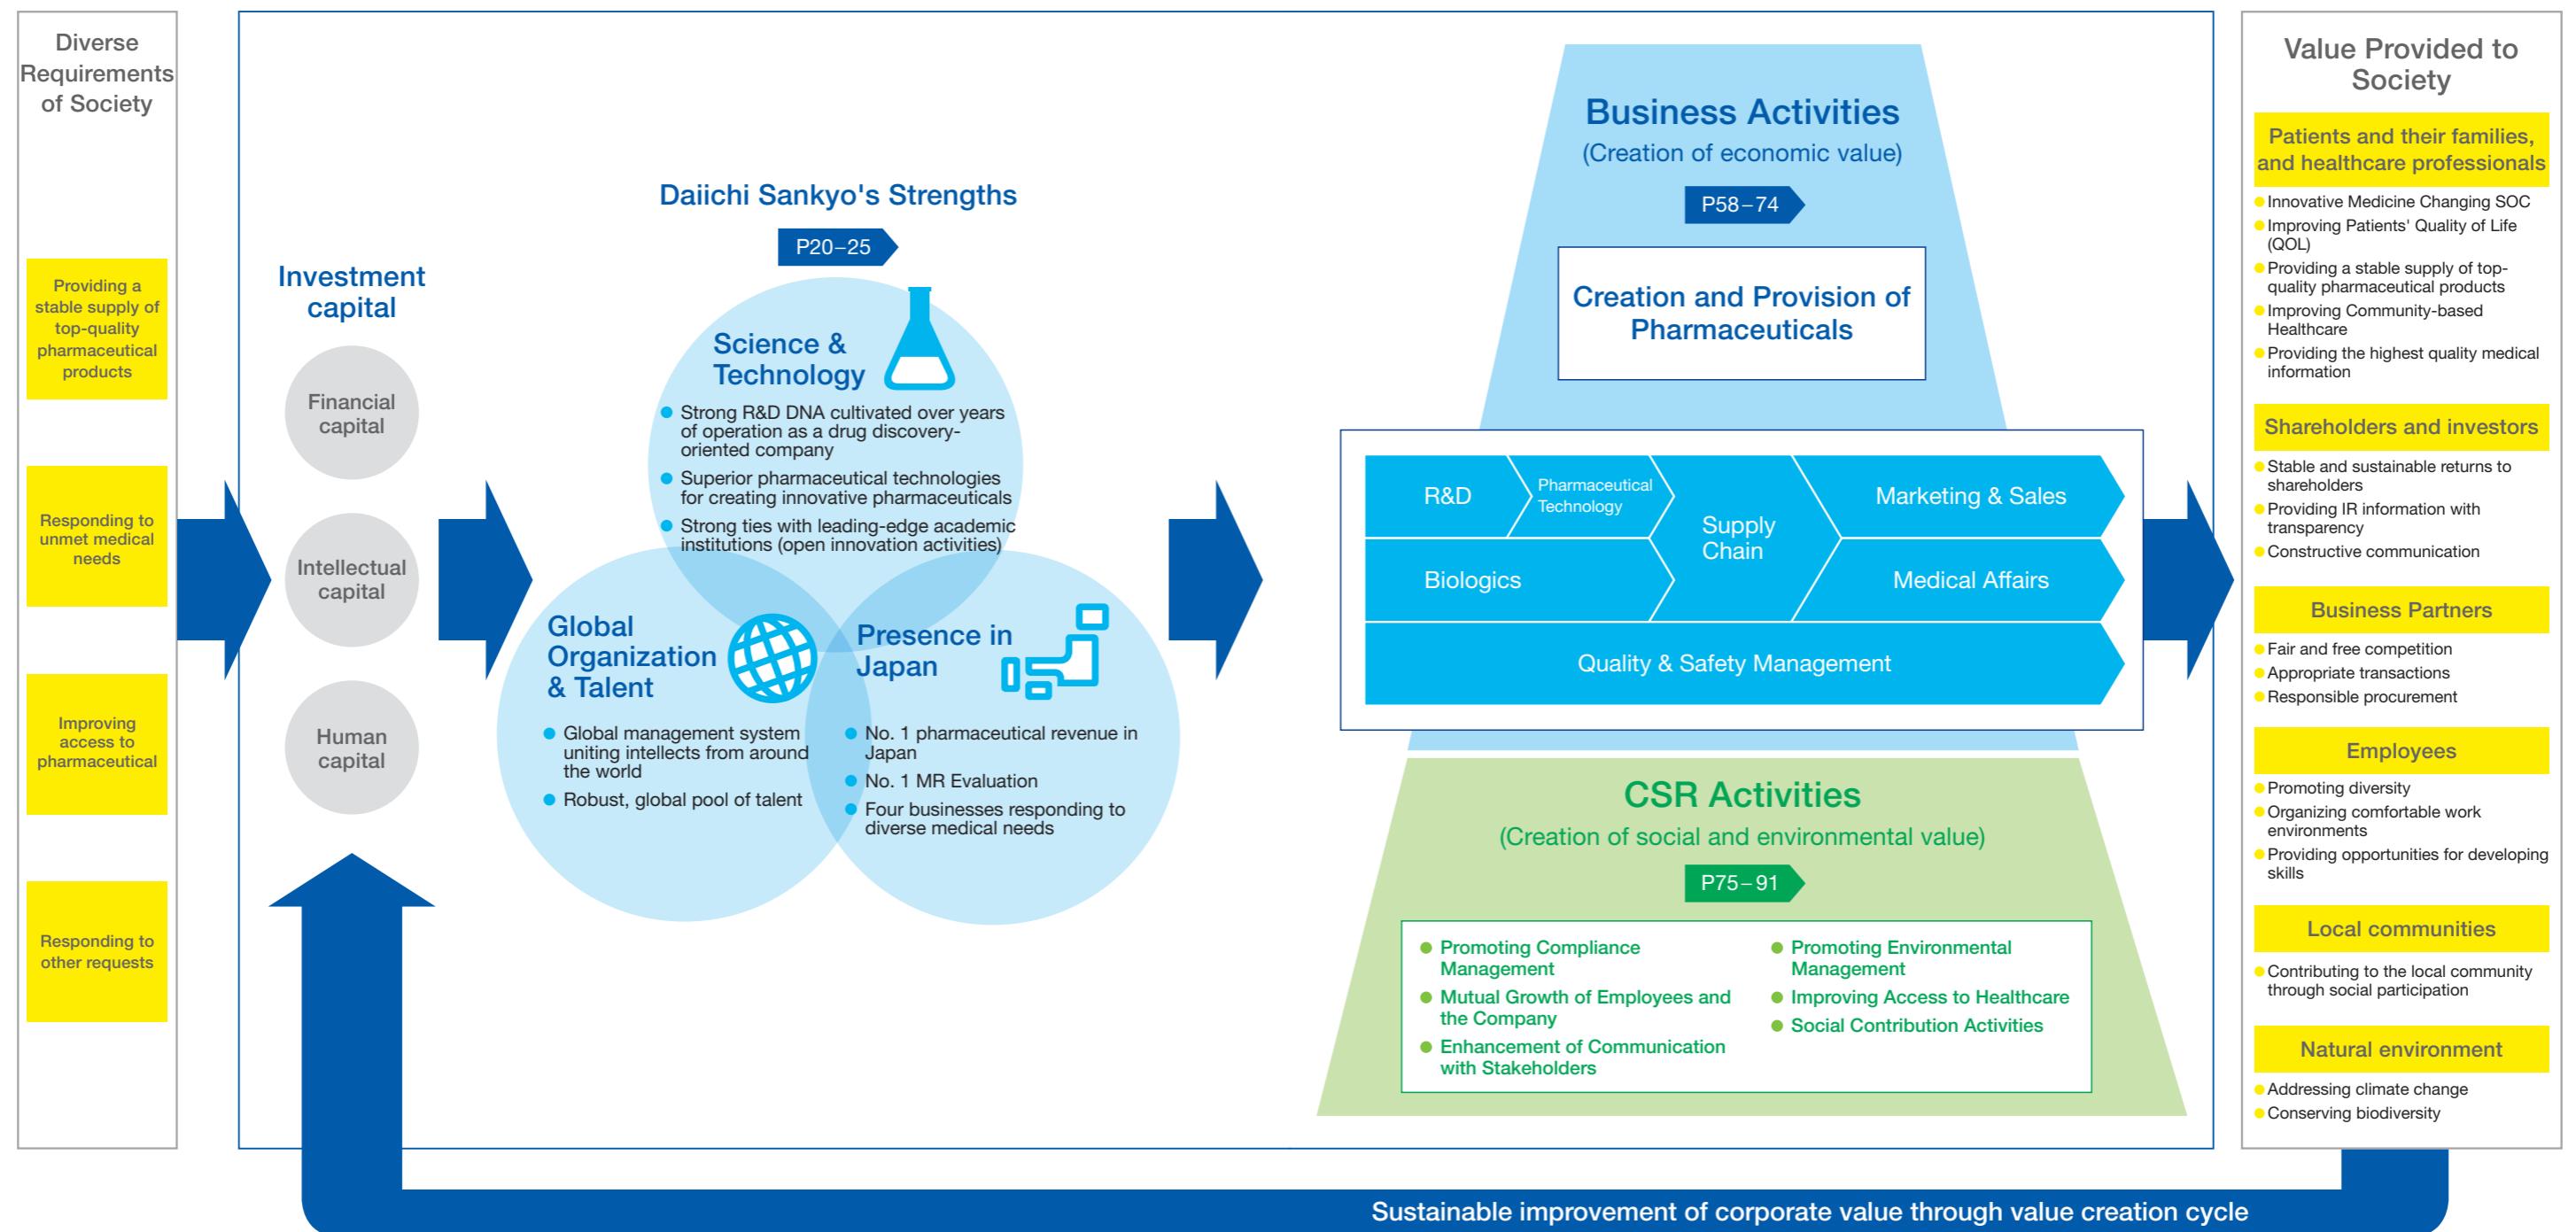 Diverse
Requirements
of Society
Providing a
stable supply of
top-quality
pharmaceutical
products
Responding to
unmet medical
needs
Improving
access to
pharmaceutical
Responding to
other requests
Investment
capital
Financial
capital
Intellectual
capital
Human
capital
Daiichi Sankyo's Strengths
P20–25
Science &
Technology
Strong R&D DNA cultivated over years
of operation as a drug discovery-
oriented company
Superior pharmaceutical technologies
for creating innovative pharmaceuticals
Strong ties with leading-edge academic
institutions (open innovation activities)
Global
Organization
& Talent
Global management system
uniting intellects from around
the world
Robust, global pool of talent
Presence in
Japan
No. 1 pharmaceutical revenue in
Japan
No. 1 MR Evaluation
Four businesses responding to
diverse medical needs
Business Activities
(Creation of economic value)
P58–74
Creation and Provision of
Pharmaceuticals
R&D
Pharmaceutical
Technology
Supply
Chain
Marketing & Sales
Biologics
Medical Affairs
Quality & Safety Management
CSR Activities
(Creation of social and environmental value)
P75–91
Promoting Compliance
Management
Mutual Growth of Employees and
the Company
Enhancement of Communication
with Stakeholders
Promoting Environmental
Management
Improving Access to Healthcare
Social Contribution Activities
Value Provided to
Society
Patients and their families,
and healthcare professionals
Innovative Medicine Changing SOC
Improving Patients' Quality of Life
(QOL)
Providing a stable supply of top-
quality pharmaceutical products
Improving Community-based
Healthcare
Providing the highest quality medical
information
Shareholders and investors
Stable and sustainable returns to
shareholders
Providing IR information with
transparency
Constructive communication
Business Partners
Fair and free competition
Appropriate transactions
Responsible procurement
Employees
Promoting diversity
Organizing comfortable work
environments
Providing opportunities for developing
skills
Local communities
Contributing to the local community
through social participation
Natural environment
Addressing climate change
Conserving biodiversity
Sustainable improvement of corporate value through value creation cycle